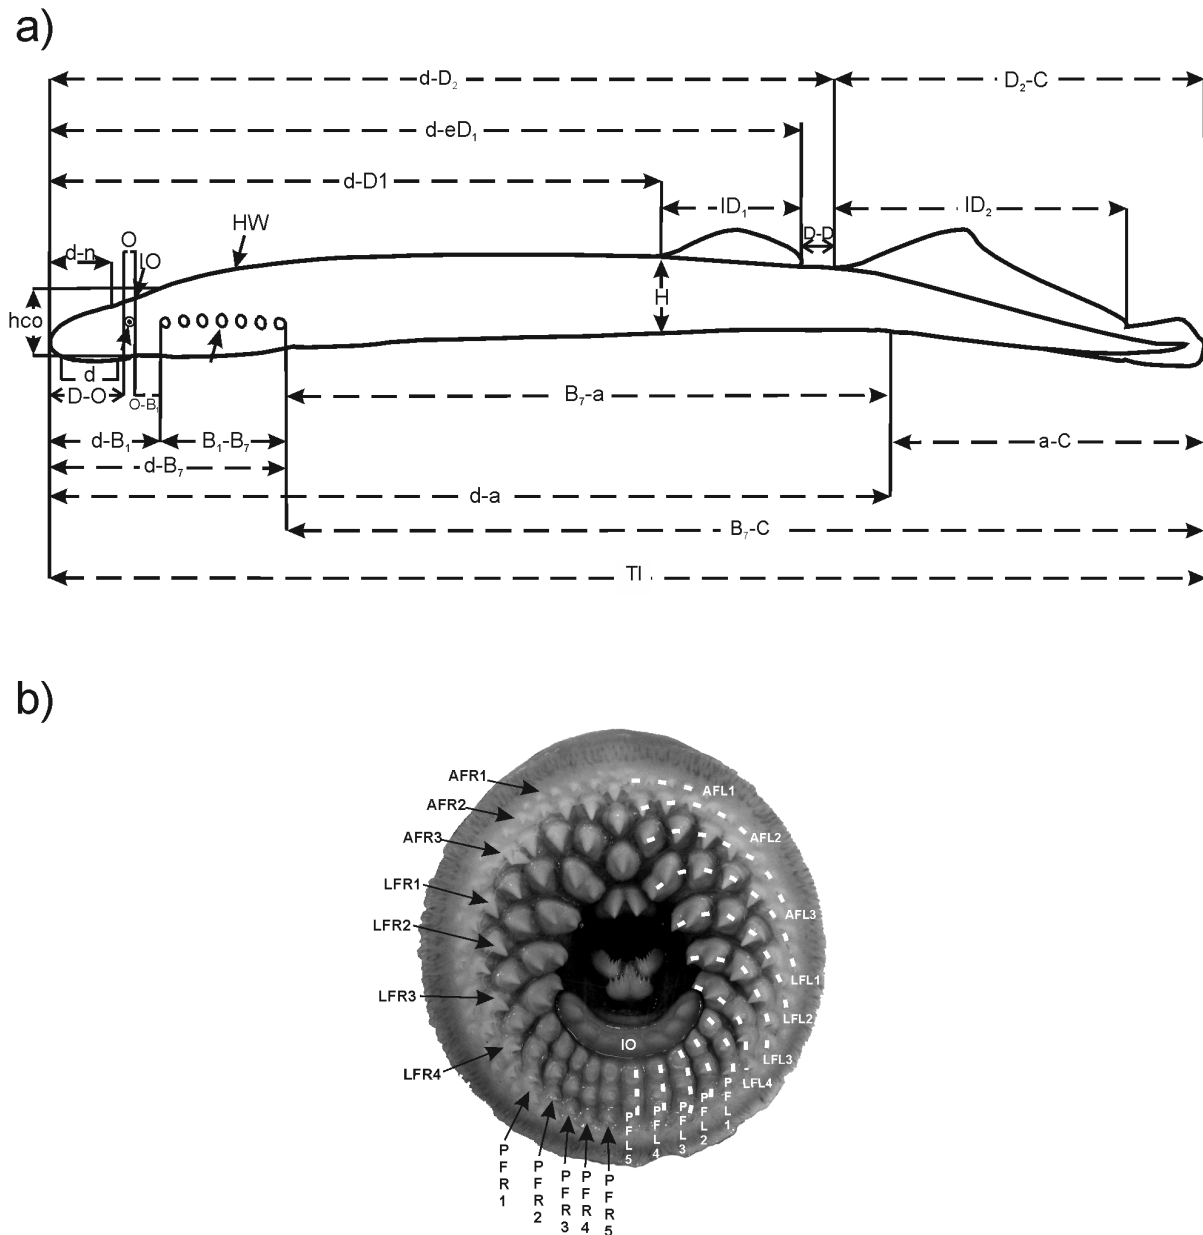 a)
d-D₂
D₂-C
d-eD₁
d-D1
lD₁
lD₂
D-D
O
HW
d-n
IO
hco
H
d
D-O
O-B₁
B₇-a
d-B₁
B₁-B₇
a-C
d-B₇
d-a
B₇-C
Tl
b)
AFR1
AFL1
AFR2
AFL2
AFR3
LFR1
AFL3
LFR2
LFL1
LFR3
LFL2
IO
LFL3
LFR4
LFL4
PFL5
PFL4
PFL3
PFL2
PFL1
PFR1
PFR2
PFR3
PFR4
PFR5